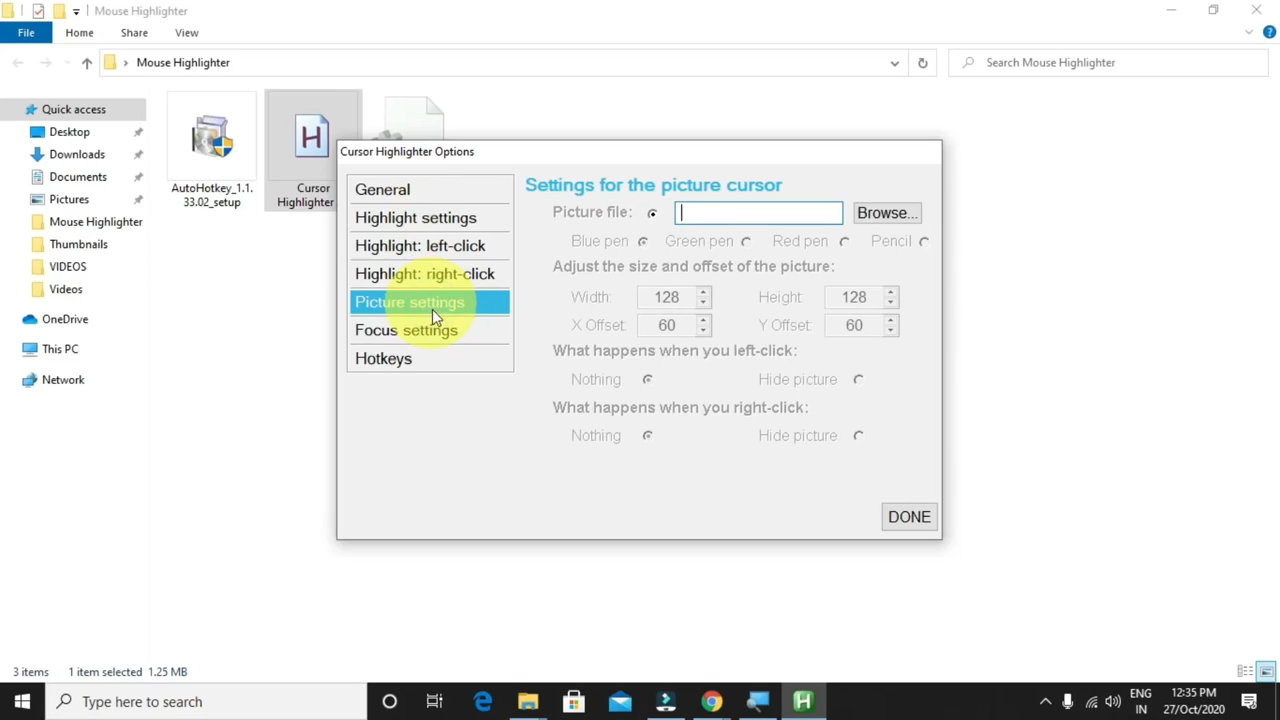 Mouse Highlighter
File Home Share View
Mouse Highlighter
Search Mouse Highlighter
Quick access
Desktop
Downloads
Documents
Pictures
Mouse Highlighter
Thumbnails
VIDEOS
Videos
OneDrive
This PC
Network
AutoHotkey_1.1.
33.02_setup
Cursor
Highlighter
Cursor Highlighter Options
General
Highlight settings
Highlight: left-click
Highlight: right-click
Picture settings
Focus settings
Hotkeys
Settings for the picture cursor
Picture file: Browse...
Blue pen Green pen Red pen Pencil
Adjust the size and offset of the picture:
Width: 128 Height: 128
X Offset: 60 Y Offset: 60
What happens when you left-click:
Nothing Hide picture
What happens when you right-click:
Nothing Hide picture
DONE
3 items 1 item selected 1.25 MB
Type here to search
ENG
IN
12:35 PM
27/Oct/2020